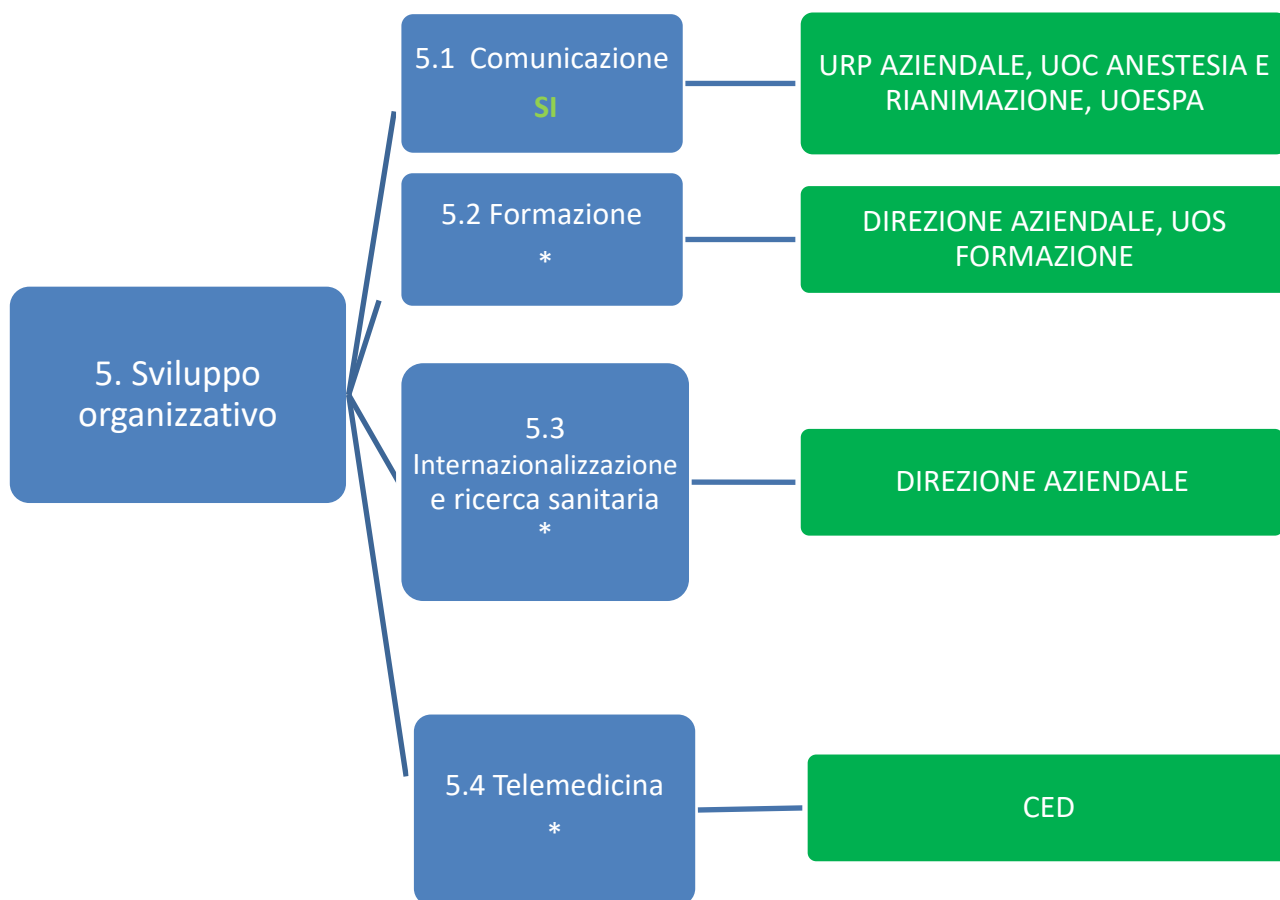 5. Sviluppo
organizzativo
5.1 Comunicazione
SI
URP AZIENDALE, UOC ANESTESIA E
RIANIMAZIONE, UOESPA
5.2 Formazione
*
DIREZIONE AZIENDALE, UOS
FORMAZIONE
5.3
Internazionalizzazione
e ricerca sanitaria
*
DIREZIONE AZIENDALE
5.4 Telemedicina
*
CED